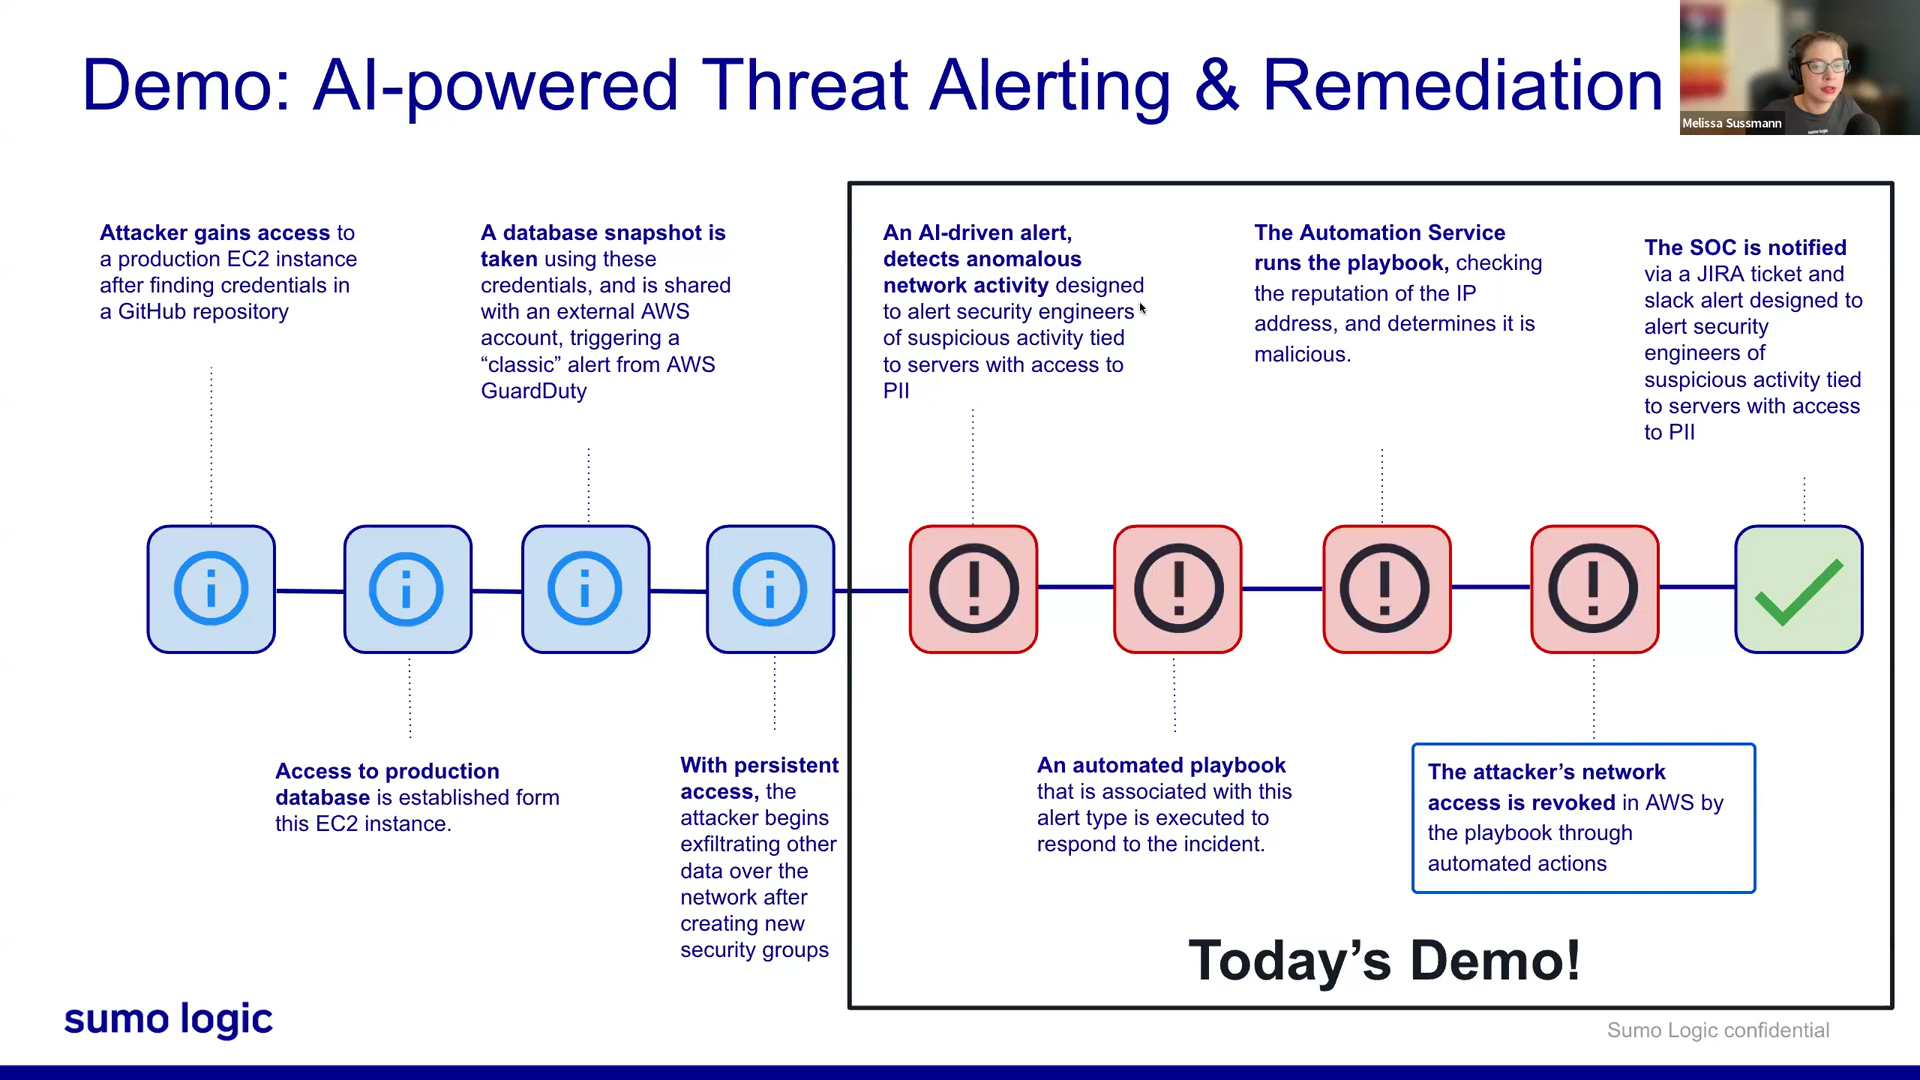 Demo: AI-powered Threat Alerting & Remediation
Melissa Sussmann
Attacker gains access to
a production EC2 instance
after finding credentials in
a GitHub repository
A database snapshot is
taken using these
credentials, and is shared
with an external AWS
account, triggering a
“classic” alert from AWS
GuardDuty
An AI-driven alert,
detects anomalous
network activity designed
to alert security engineers
of suspicious activity tied
to servers with access to
PII
The Automation Service
runs the playbook, checking
the reputation of the IP
address, and determines it is
malicious.
The SOC is notified
via a JIRA ticket and
slack alert designed to
alert security
engineers of
suspicious activity tied
to servers with access
to PII
Access to production
database is established form
this EC2 instance.
With persistent
access, the
attacker begins
exfiltrating other
data over the
network after
creating new
security groups
An automated playbook
that is associated with this
alert type is executed to
respond to the incident.
The attacker’s network
access is revoked in AWS by
the playbook through
automated actions
Today’s Demo!
sumo logic
Sumo Logic confidential